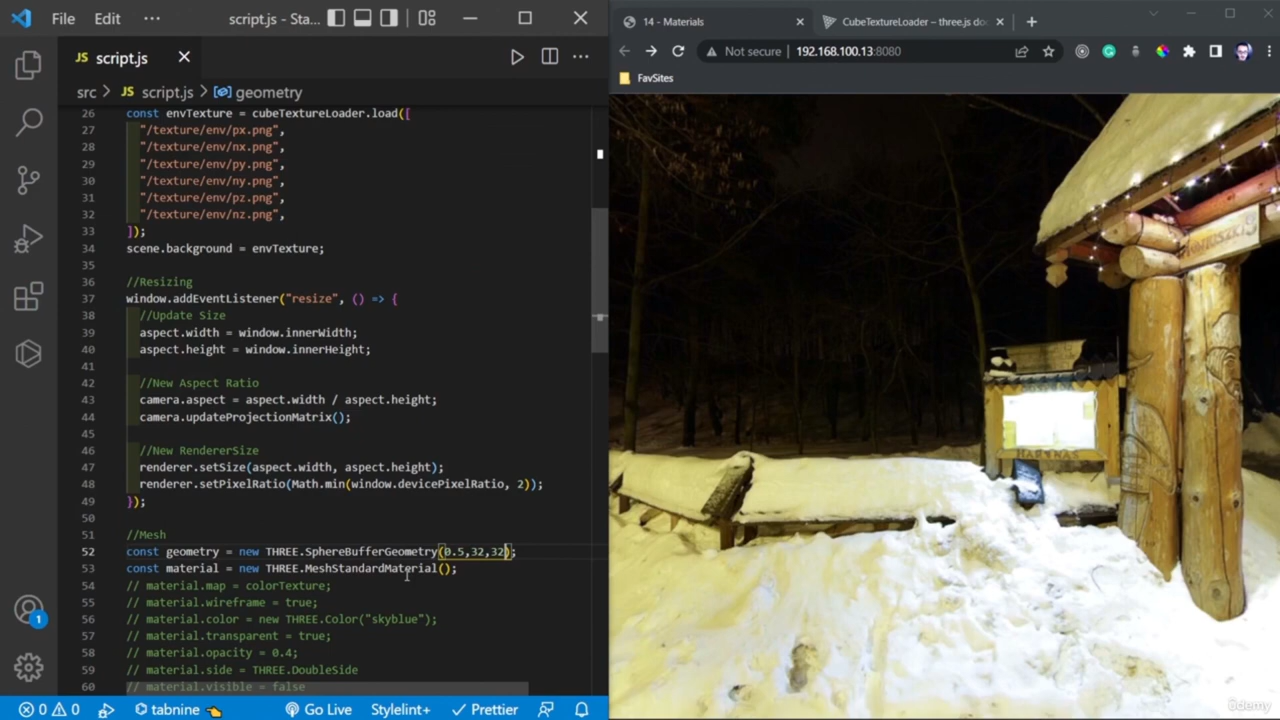 File Edit ··· script.js - Sta...
JS script.js
src > JS script.js > geometry
26 const envTexture = cubeTextureLoader.load([
27 "/texture/env/px.png",
28 "/texture/env/nx.png",
29 "/texture/env/py.png",
30 "/texture/env/ny.png",
31 "/texture/env/pz.png",
32 "/texture/env/nz.png",
33 ]);
34 scene.background = envTexture;
35
36 //Resizing
37 window.addEventListener("resize", () => {
38 //Update Size
39 aspect.width = window.innerWidth;
40 aspect.height = window.innerHeight;
41
42 //New Aspect Ratio
43 camera.aspect = aspect.width / aspect.height;
44 camera.updateProjectionMatrix();
45
46 //New RendererSize
47 renderer.setSize(aspect.width, aspect.height);
48 renderer.setPixelRatio(Math.min(window.devicePixelRatio, 2));
49 });
50
51 //Mesh
52 const geometry = new THREE.SphereBufferGeometry(0.5,32,32);
53 const material = new THREE.MeshStandardMaterial();
54 // material.map = colorTexture;
55 // material.wireframe = true;
56 // material.color = new THREE.Color("skyblue");
57 // material.transparent = true;
58 // material.opacity = 0.4;
59 // material.side = THREE.DoubleSide
60 // material.visible = false
1
0 0 tabnine Go Live Stylelint+ Prettier
14 - Materials CubeTextureLoader – three.js do
Not secure 192.168.100.13:8080
FavSites
HARTNAS
ûdemy